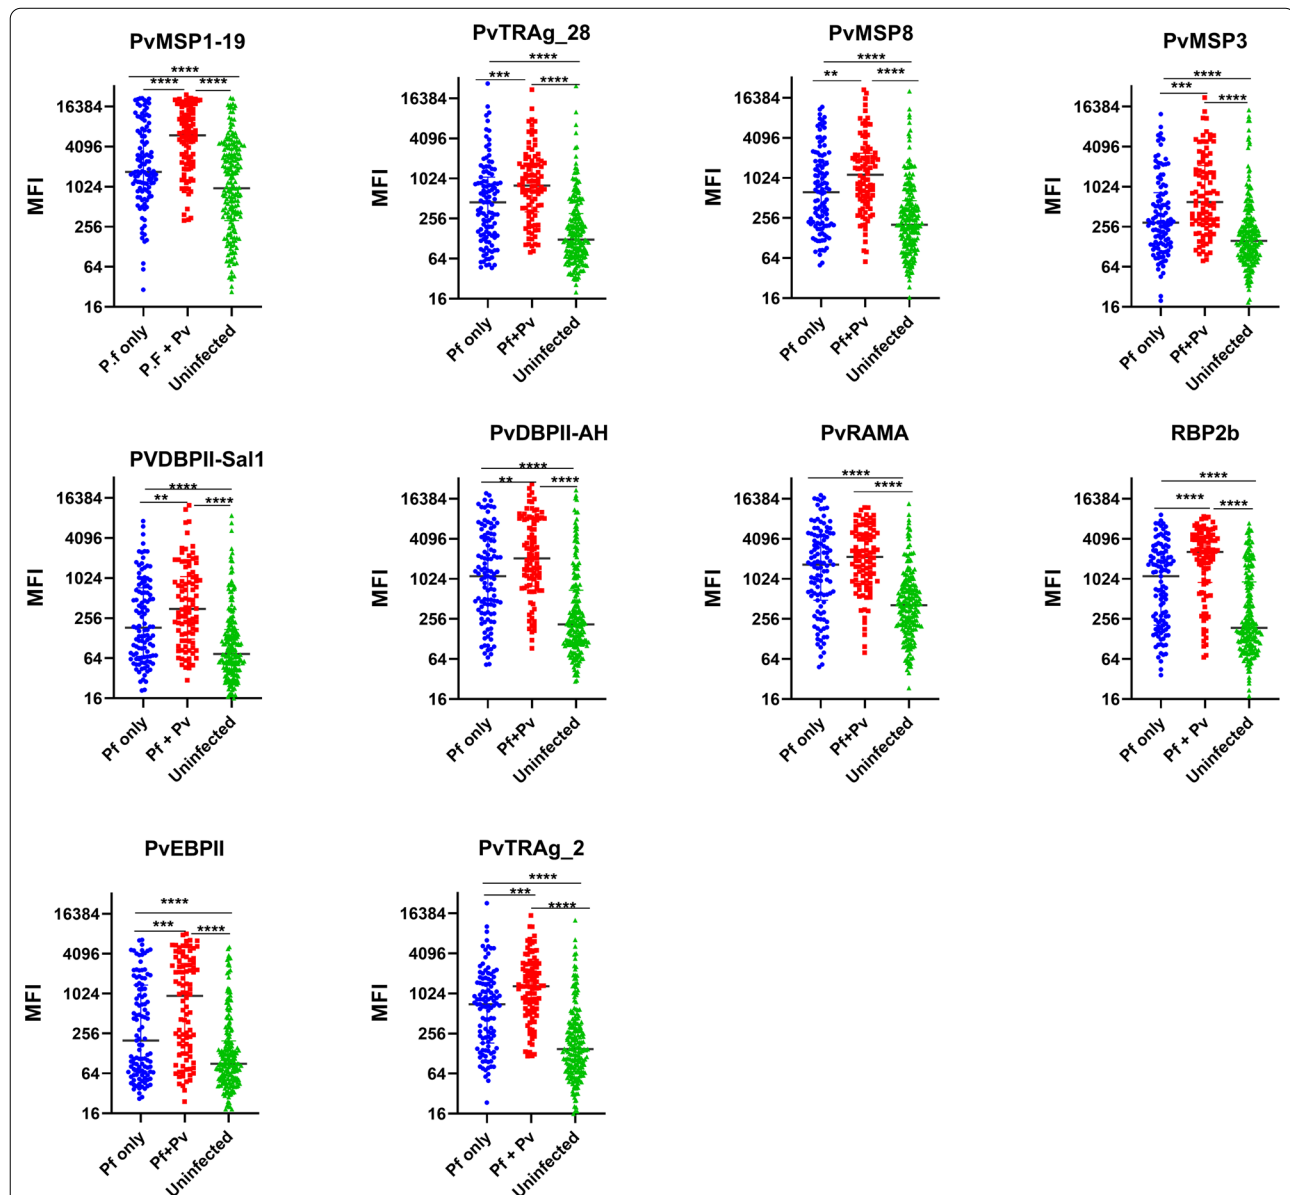 PvMSP1-19
****
**** ****
MFI
16384
4096
1024
256
64
16
P.f only
P.F + Pv
Uninfected
PvTRAg_28
****
*** ****
MFI
16384
4096
1024
256
64
16
Pf only
Pf+Pv
Uninfected
PvMSP8
****
** ****
MFI
16384
4096
1024
256
64
16
Pf only
Pf+Pv
Uninfected
PvMSP3
****
*** ****
MFI
16384
4096
1024
256
64
16
Pf only
Pf+Pv
Uninfected
PVDBPII-Sal1
****
** ****
MFI
16384
4096
1024
256
64
16
Pf only
Pf + Pv
Uninfected
PvDBPII-AH
****
** ****
MFI
16384
4096
1024
256
64
16
Pf only
Pf+Pv
Uninfected
PvRAMA
****
****
MFI
16384
4096
1024
256
64
16
Pf only
Pf+Pv
Uninfected
RBP2b
****
**** ****
MFI
16384
4096
1024
256
64
16
Pf only
Pf + Pv
Uninfected
PvEBPII
****
*** ****
MFI
16384
4096
1024
256
64
16
Pf only
Pf+Pv
Uninfected
PvTRAg_2
****
*** ****
MFI
16384
4096
1024
256
64
16
Pf only
Pf + Pv
Uninfected